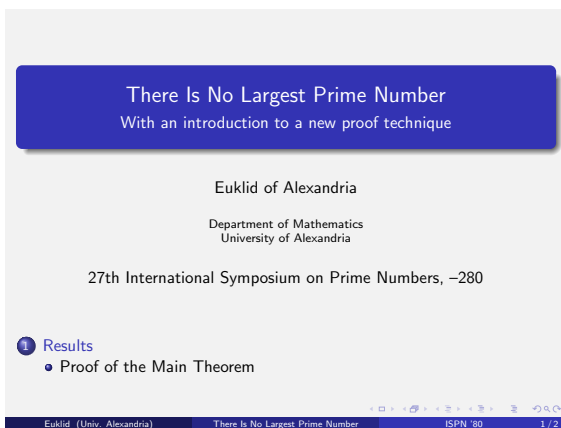 There Is No Largest Prime Number
With an introduction to a new proof technique
Euklid of Alexandria
Department of Mathematics
University of Alexandria
27th International Symposium on Prime Numbers, –280
1 Results
Proof of the Main Theorem
Euklid (Univ. Alexandria) There Is No Largest Prime Number ISPN '80 1 / 2